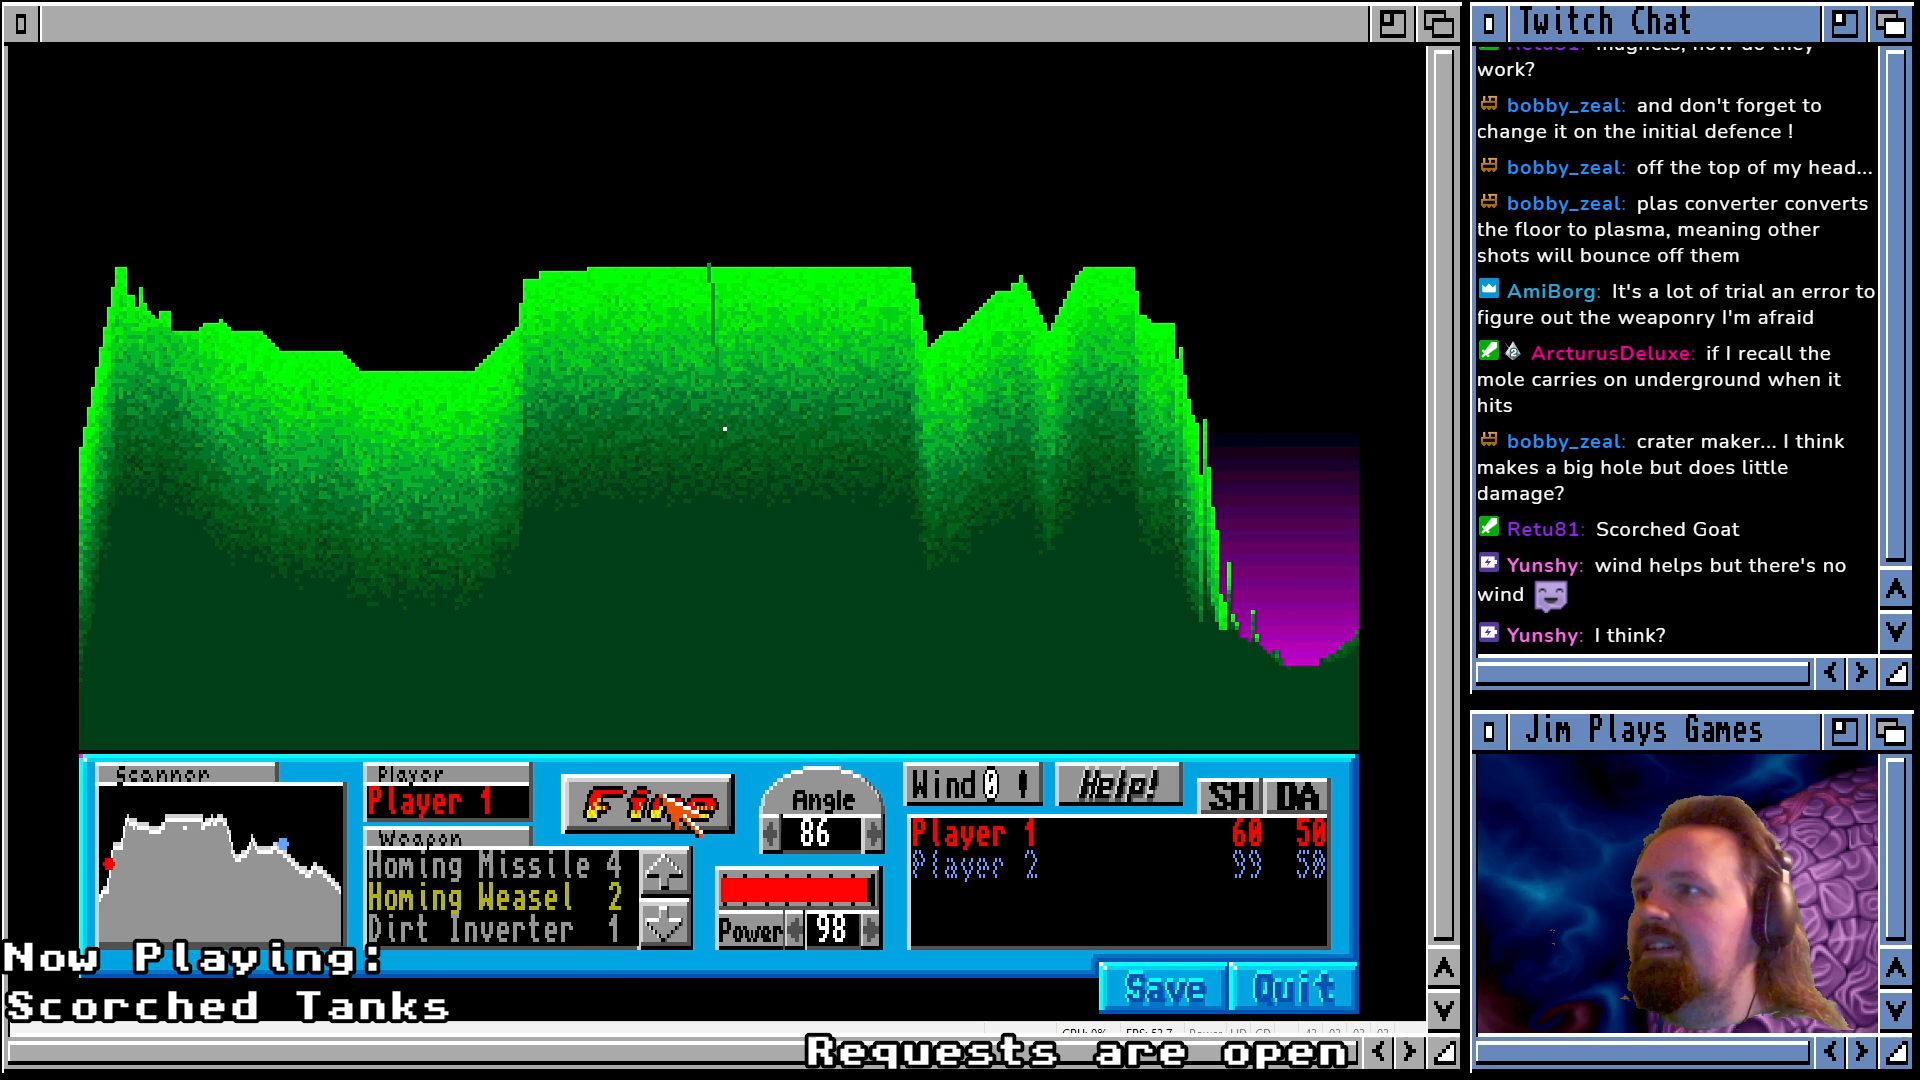 Twitch Chat
Retu81: magnets, how do they
work?
bobby_zeal: and don't forget to
change it on the initial defence !
bobby_zeal: off the top of my head...
bobby_zeal: plas converter converts
the floor to plasma, meaning other
shots will bounce off them
AmiBorg: It's a lot of trial an error to
figure out the weaponry I'm afraid
ArcturusDeluxe: if I recall the
mole carries on underground when it
hits
bobby_zeal: crater maker... I think
makes a big hole but does little
damage?
Retu81: Scorched Goat
Yunshy: wind helps but there's no
wind
Yunshy: I think?
Jim Plays Games
Scanner
Player
Player 1
Weapon
Homing Missile 4
Homing Weasel 2
Dirt Inverter 1
Fire
Angle
86
Power 98
Wind 0
Help!
SH DA
Player 1 60 50
Player 2 99 50
Save Quit
Now Playing:
Scorched Tanks
Requests are open